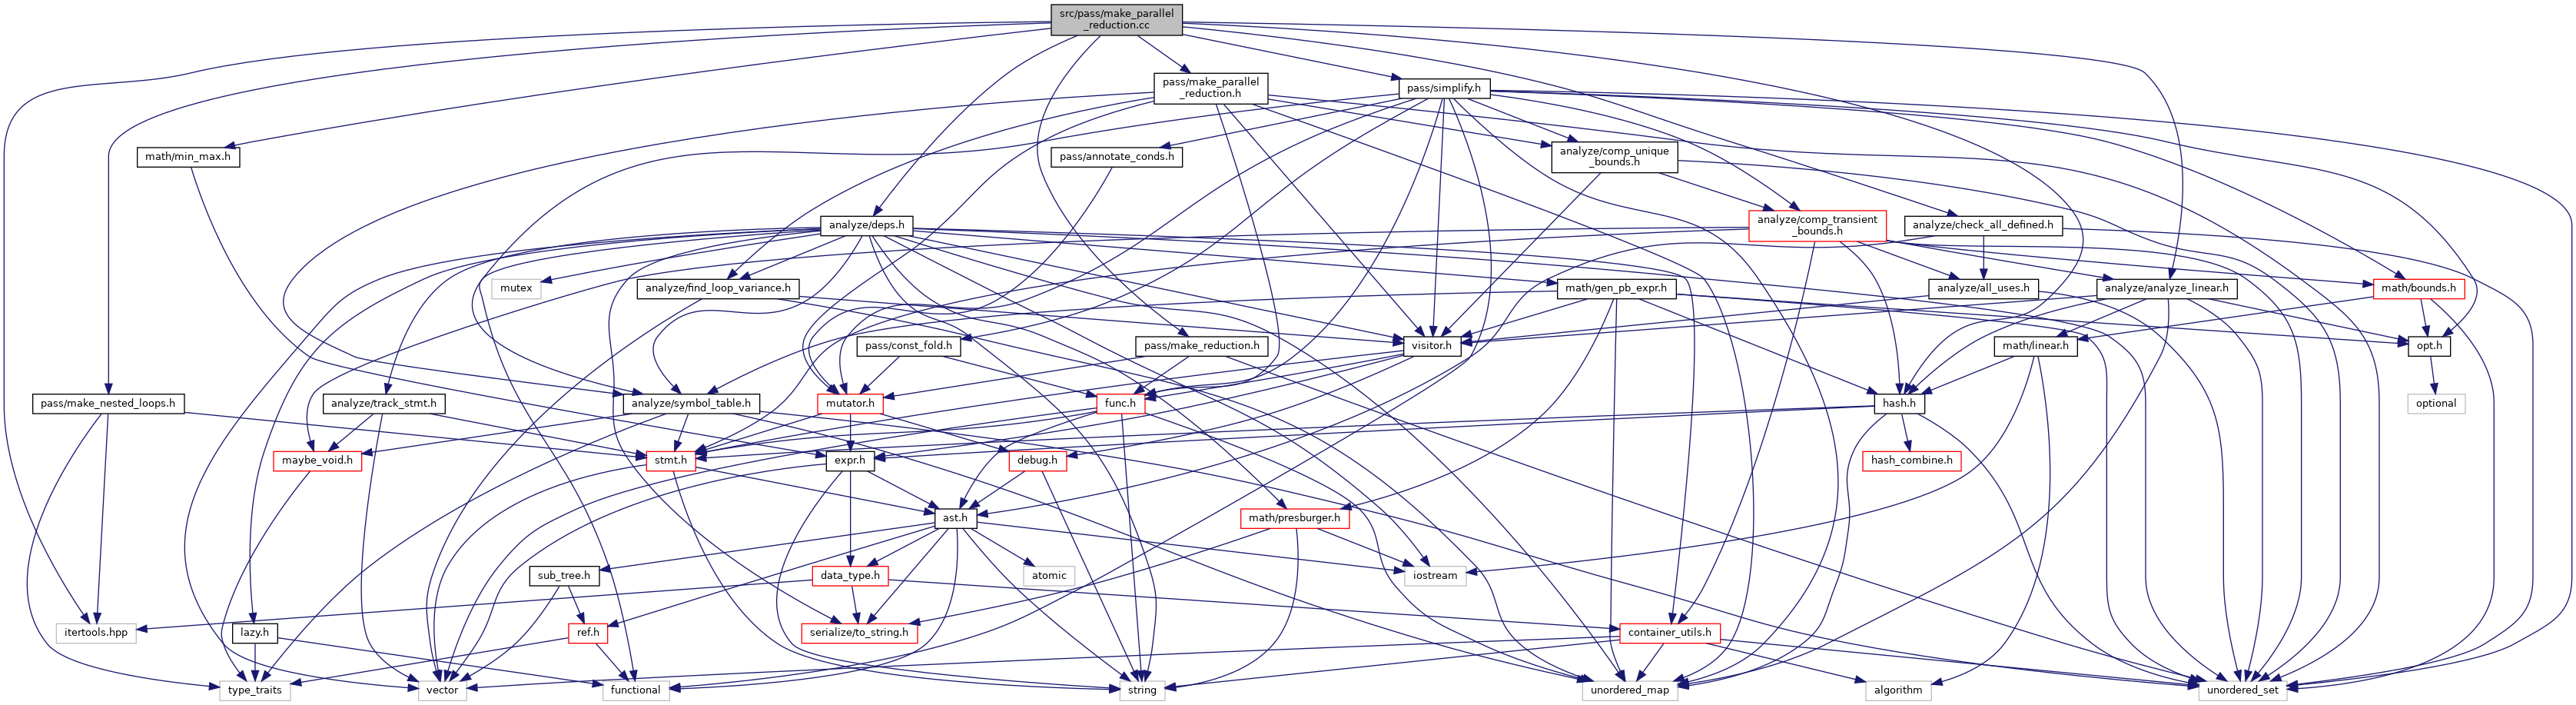 src/pass/make_parallel
_reduction.cc
pass/make_parallel
_reduction.h
pass/simplify.h
math/min_max.h
pass/annotate_conds.h
analyze/comp_unique
_bounds.h
analyze/deps.h
analyze/comp_transient
_bounds.h
analyze/check_all_defined.h
mutex
analyze/find_loop_variance.h
math/gen_pb_expr.h
analyze/all_uses.h
analyze/analyze_linear.h
math/bounds.h
pass/const_fold.h
pass/make_reduction.h
visitor.h
math/linear.h
opt.h
pass/make_nested_loops.h
analyze/track_stmt.h
analyze/symbol_table.h
mutator.h
func.h
hash.h
optional
maybe_void.h
stmt.h
expr.h
debug.h
hash_combine.h
ast.h
math/presburger.h
sub_tree.h
data_type.h
atomic
iostream
itertools.hpp
lazy.h
ref.h
serialize/to_string.h
container_utils.h
type_traits
vector
functional
string
unordered_map
algorithm
unordered_set